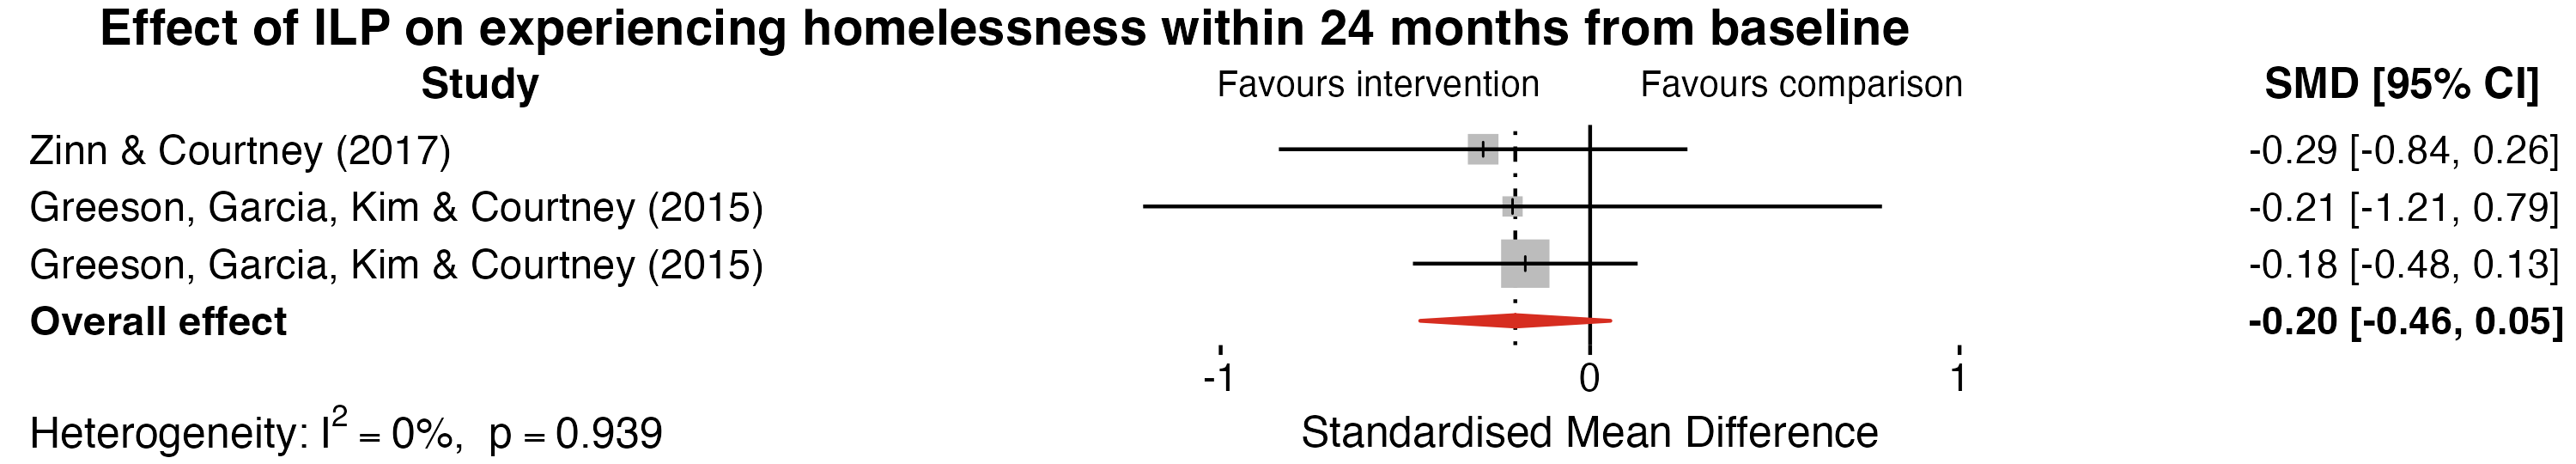 Effect of ILP on experiencing homelessness within 24 months from baseline
Study Favours intervention Favours comparison SMD [95% CI]
Zinn & Courtney (2017) -0.29 [-0.84, 0.26]
Greeson, Garcia, Kim & Courtney (2015) -0.21 [-1.21, 0.79]
Greeson, Garcia, Kim & Courtney (2015) -0.18 [-0.48, 0.13]
Overall effect -0.20 [-0.46, 0.05]
-1 0 1
Heterogeneity: I² = 0%, p = 0.939 Standardised Mean Difference